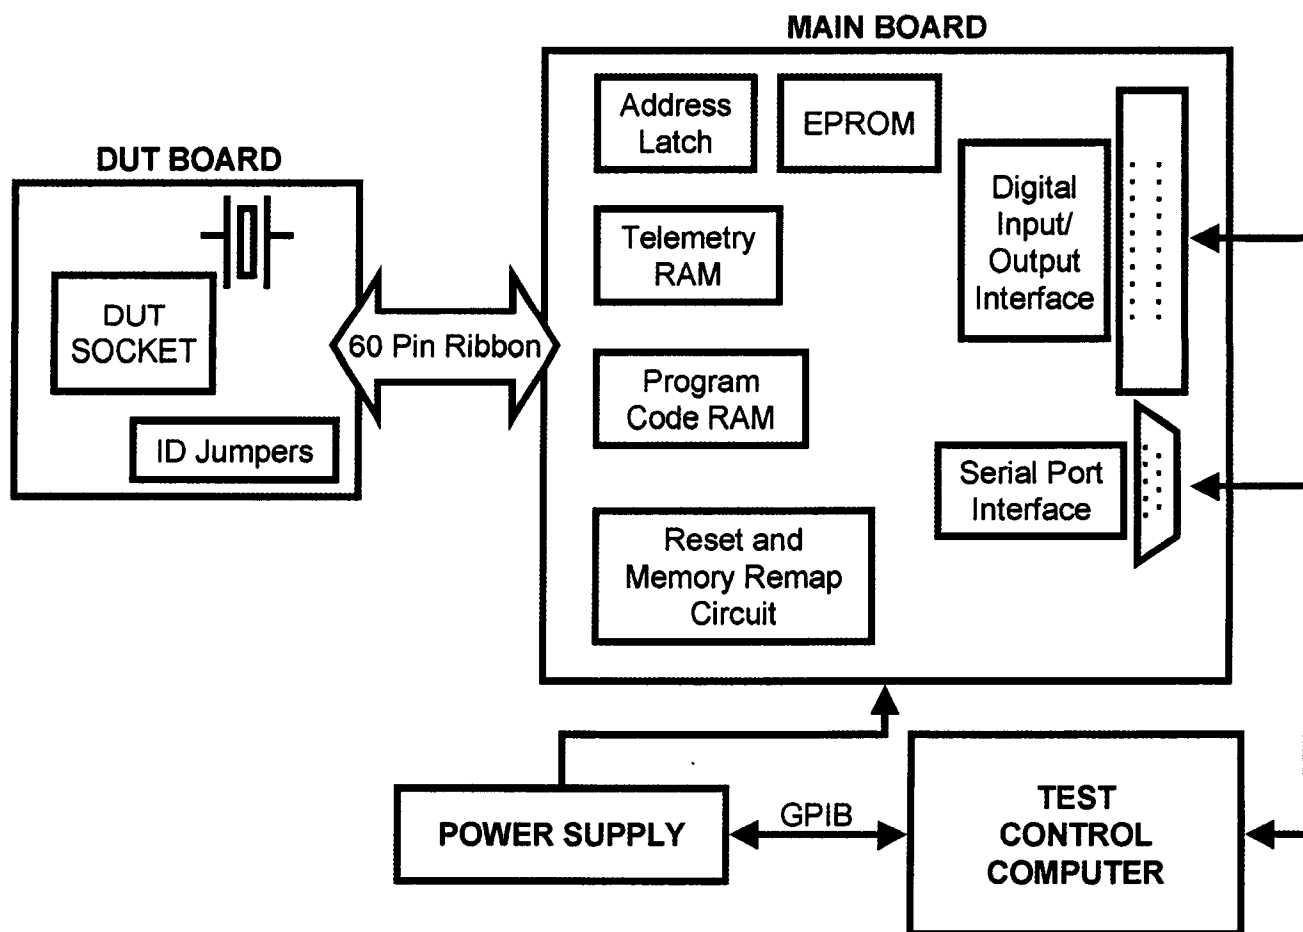 MAIN BOARD
Address
Latch
EPROM
DUT BOARD
Digital
Input/
Output
Interface
Telemetry
RAM
DUT
SOCKET
60 Pin Ribbon
Program
Code RAM
ID Jumpers
Serial Port
Interface
Reset and
Memory Remap
Circuit
POWER SUPPLY
GPIB
TEST
CONTROL
COMPUTER